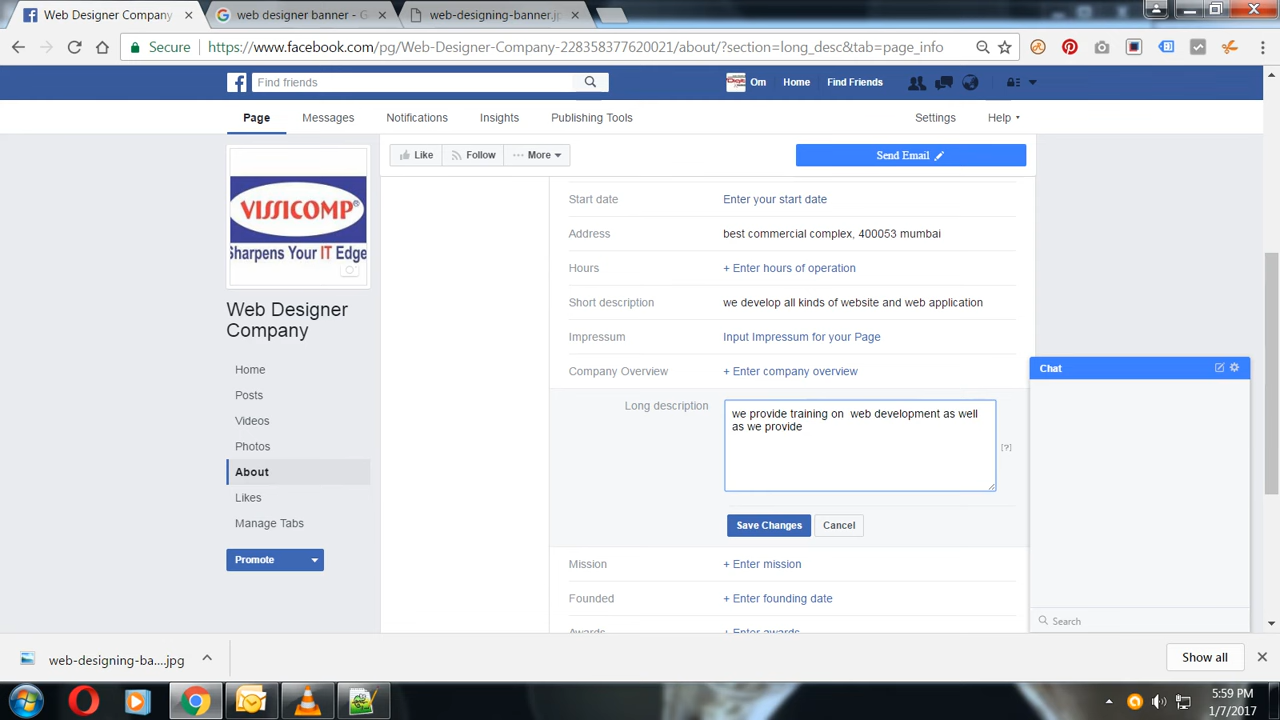 Web Designer Company
web designer banner - G
web-designing-banner.jp
Secure
https://www.facebook.com/pg/Web-Designer-Company-228358377620021/about/?section=long_desc&tab=page_info
Find friends
Om
Home
Find Friends
Page
Messages
Notifications
Insights
Publishing Tools
Settings
Help
Like
Follow
··· More
Send Email
VISSICOMP®
Sharpens Your IT Edge
Web Designer
Company
Home
Posts
Videos
Photos
About
Likes
Manage Tabs
Promote
Start date
Enter your start date
Address
best commercial complex, 400053 mumbai
Hours
+ Enter hours of operation
Short description
we develop all kinds of website and web application
Impressum
Input Impressum for your Page
Company Overview
+ Enter company overview
Long description
we provide training on  web development as well
as we provide
[?]
Save Changes
Cancel
Mission
+ Enter mission
Founded
+ Enter founding date
Awards
+ Enter awards
Chat
Search
web-designing-ba....jpg
Show all
5:59 PM
1/7/2017